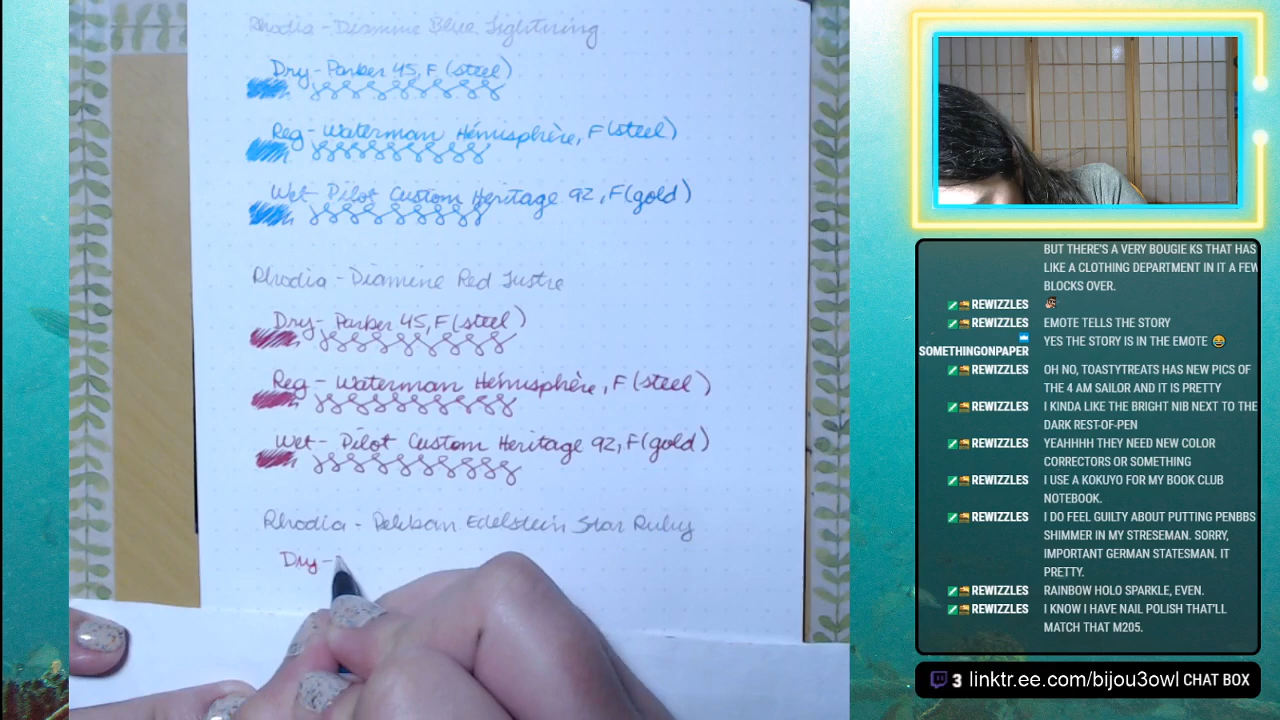 Rhodia - Diamine Blue Lightning
Dry - Parker 45, F (steel)
Reg - Waterman Hémisphère, F (steel)
Wet - Pilot Custom Heritage 92, F (gold)
Rhodia - Diamine Red Lustre
Dry - Parker 45, F (steel)
Reg - Waterman Hémisphère, F (steel)
Wet - Pilot Custom Heritage 92, F (gold)
Rhodia - Pelikan Edelstein Star Ruby
Dry -
BUT THERE'S A VERY BOUGIE KS THAT HAS
LIKE A CLOTHING DEPARTMENT IN IT A FEW
BLOCKS OVER.
REWIZZLES
REWIZZLES EMOTE TELLS THE STORY
SOMETHINGONPAPER YES THE STORY IS IN THE EMOTE
REWIZZLES OH NO, TOASTYTREATS HAS NEW PICS OF
THE 4 AM SAILOR AND IT IS PRETTY
REWIZZLES I KINDA LIKE THE BRIGHT NIB NEXT TO THE
DARK REST-OF-PEN
REWIZZLES YEAHHHH THEY NEED NEW COLOR
CORRECTORS OR SOMETHING
REWIZZLES I USE A KOKUYO FOR MY BOOK CLUB
NOTEBOOK.
REWIZZLES I DO FEEL GUILTY ABOUT PUTTING PENBBS
SHIMMER IN MY STRESEMAN. SORRY,
IMPORTANT GERMAN STATESMAN. IT
PRETTY.
REWIZZLES RAINBOW HOLO SPARKLE, EVEN.
REWIZZLES I KNOW I HAVE NAIL POLISH THAT'LL
MATCH THAT M205.
3 linktr.ee.com/bijou3owl CHAT BOX